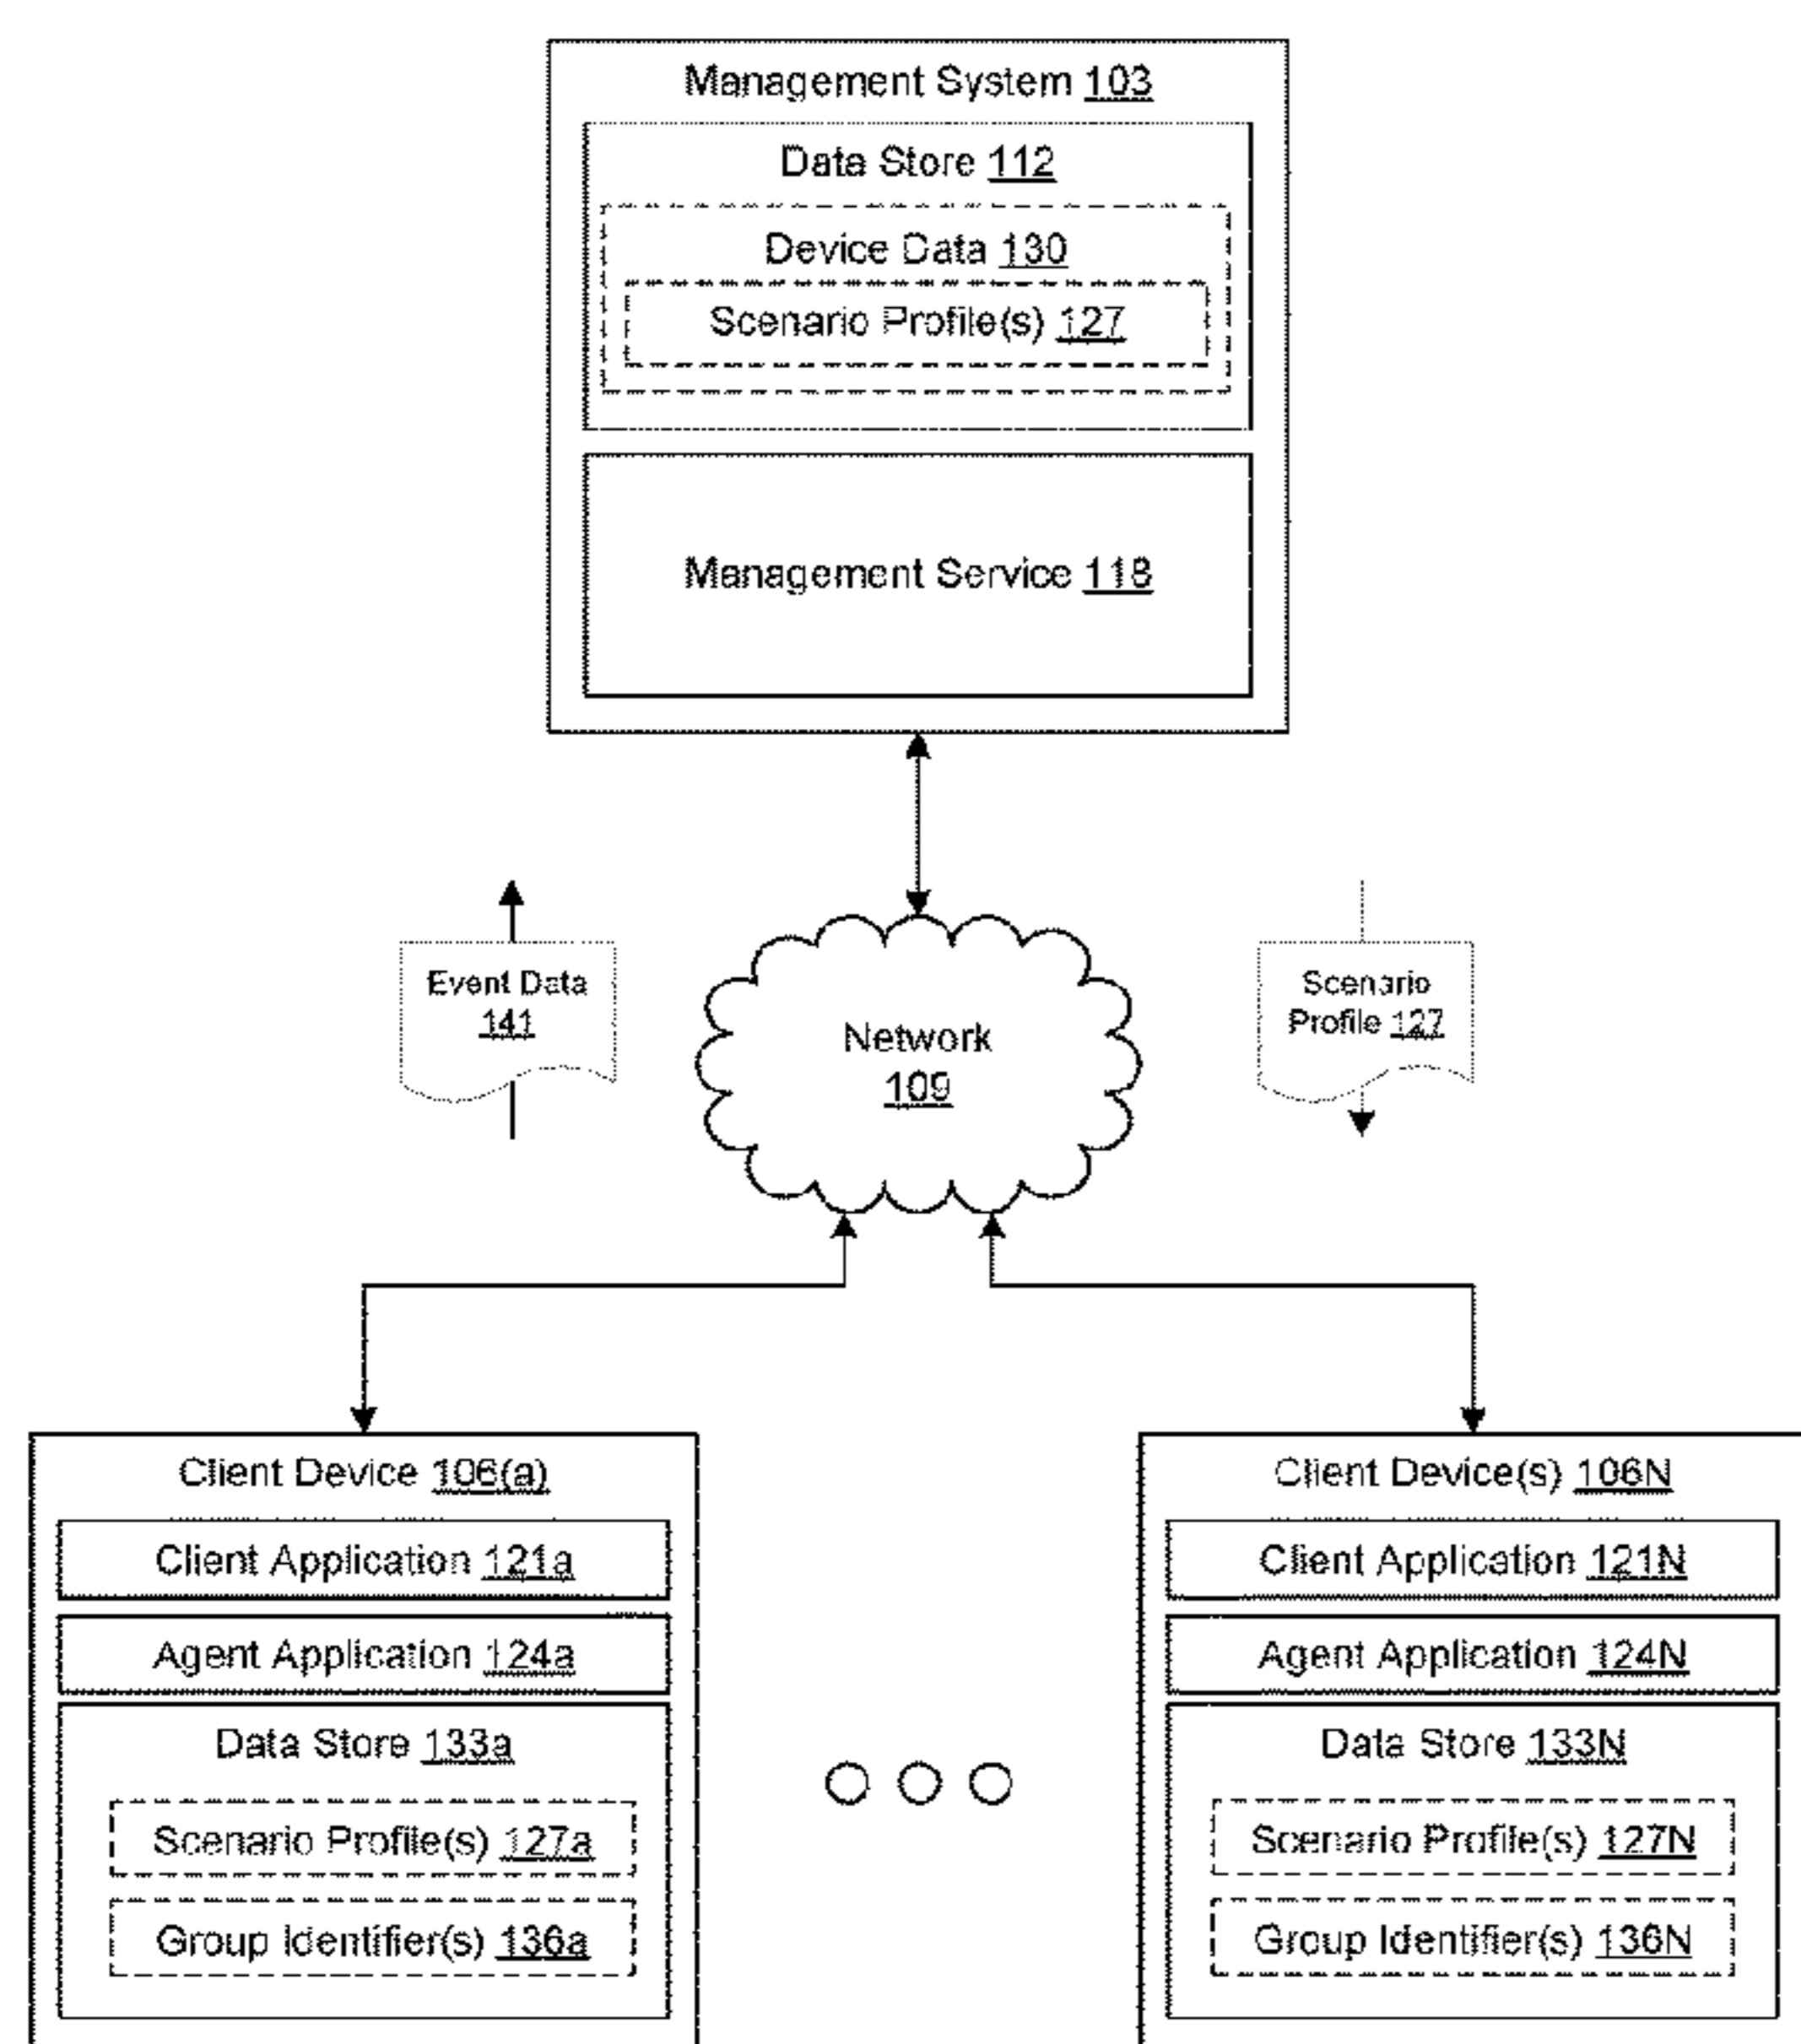 Management System 103
Data Store 112
Device Data 130
Scenario Profile(s) 127
Management Service 118
Event Data
141
Network
109
Scenario
Profile 127
Client Device 106(a)
Client Application 121a
Agent Application 124a
Data Store 133a
Scenario Profile(s) 127a
Group Identifier(s) 136a
Client Device(s) 106N
Client Application 121N
Agent Application 124N
Data Store 133N
Scenario Profile(s) 127N
Group Identifier(s) 136N